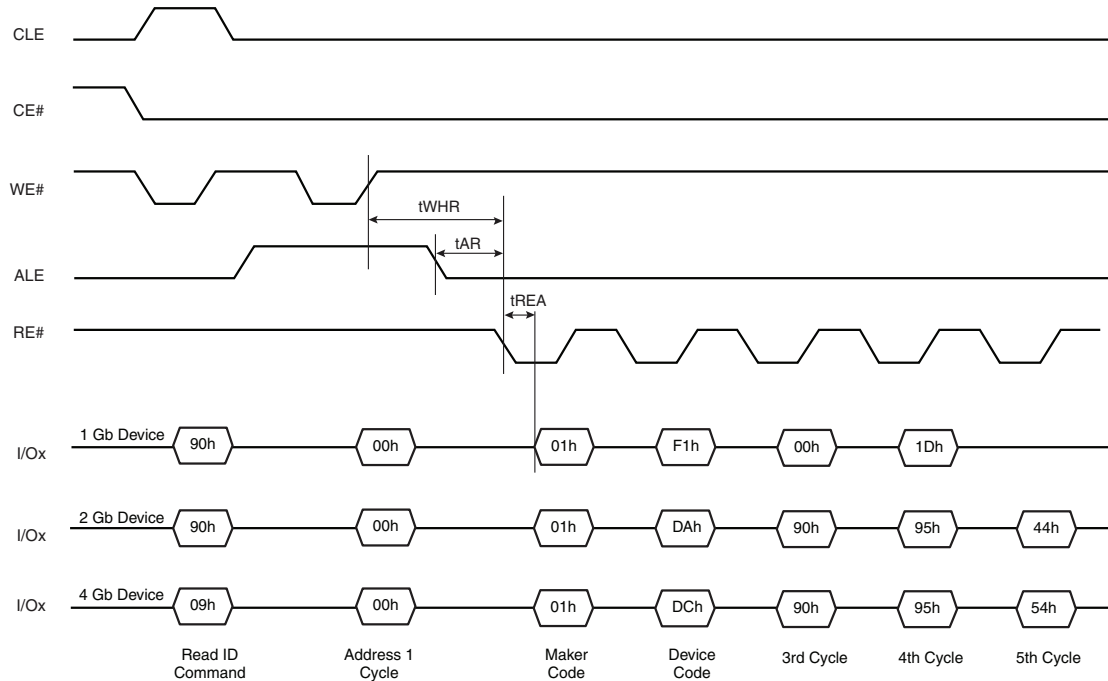 CLE
CE#
WE#
tWHR
tAR
ALE
tREA
RE#
I/Ox 1 Gb Device 90h 00h 01h F1h 00h 1Dh
I/Ox 2 Gb Device 90h 00h 01h DAh 90h 95h 44h
I/Ox 4 Gb Device 09h 00h 01h DCh 90h 95h 54h
Read ID Command
Address 1 Cycle
Maker Code
Device Code
3rd Cycle
4th Cycle
5th Cycle